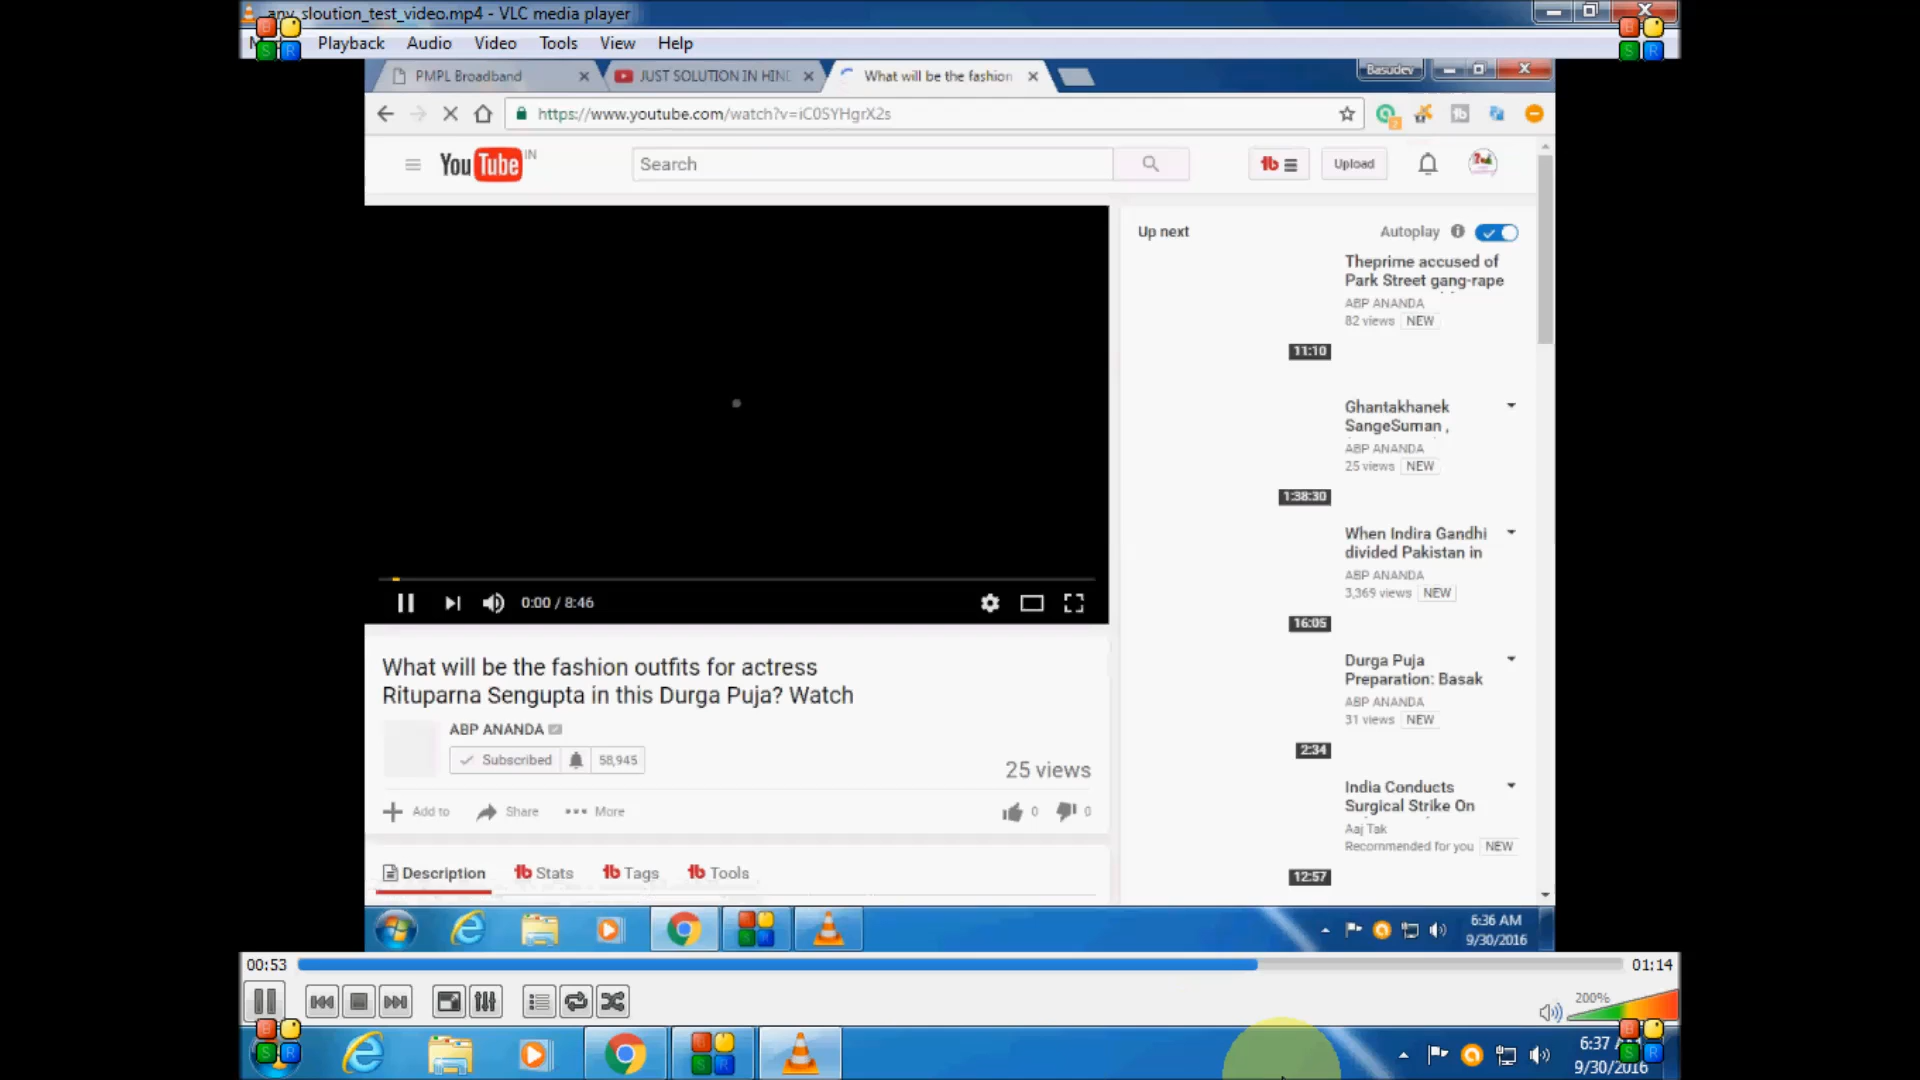 any_sloution_test_video.mp4 - VLC media player
Playback Audio Video Tools View Help
PMPL Broadband
JUST SOLUTION IN HIND
What will be the fashion
Basudev
https://www.youtube.com/watch?v=iC0SYHgrX2s
YouTube IN
Search
Upload
Up next
Autoplay
Theprime accused of
Park Street gang-rape
ABP ANANDA
82 views NEW
11:10
Ghantakhanek
SangeSuman ,
ABP ANANDA
25 views NEW
1:38:30
When Indira Gandhi
divided Pakistan in
ABP ANANDA
3,369 views NEW
16:05
Durga Puja
Preparation: Basak
ABP ANANDA
31 views NEW
2:34
India Conducts
Surgical Strike On
Aaj Tak
Recommended for you NEW
12:57
0:00 / 8:46
What will be the fashion outfits for actress
Rituparna Sengupta in this Durga Puja? Watch
ABP ANANDA
Subscribed 58,945
25 views
Add to Share More
0 0
Description Stats Tags Tools
6:36 AM
9/30/2016
00:53
01:14
200%
6:37
9/30/2016